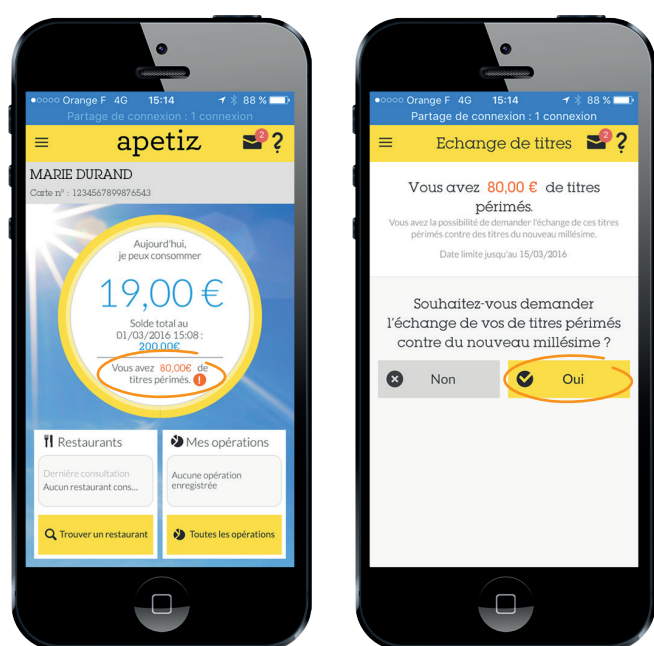 Orange F 4G 15:14 88 %
Partage de connexion : 1 connexion
apetiz
2
?
MARIE DURAND
Carte n° : 1234567899876543
Aujourd'hui,
je peux consommer
19,00 €
Solde
total au
01/03/2016 15:08 :
200,00€
Vous avez 80,00€ de
titres périmés. !
Restaurants
Dernière consultation
Aucun restaurant cons...
Trouver un restaurant
Mes opérations
Aucune opération
enregistrée
Toutes les opérations
Orange F 4G 15:14 88 %
Partage de connexion : 1 connexion
Echange de titres
2
?
Vous avez 80,00 € de titres
périmés.
Vous avez la possibilité de demander l'échange de ces titres
périmés contre des titres du nouveau millésime.
Date limite jusqu'au 15/03/2016
Souhaitez-vous demander
l'échange de vos de titres périmés
contre du nouveau millésime ?
Non
Oui